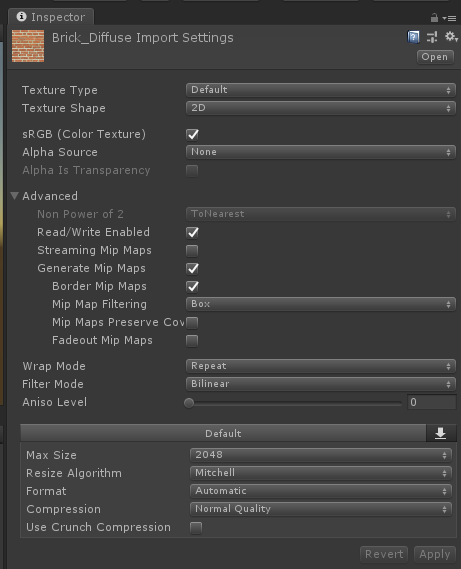 Inspector
Brick_Diffuse Import Settings
Open
Texture Type Default
Texture Shape 2D
sRGB (Color Texture)
Alpha Source None
Alpha Is Transparency
Advanced
Non Power of 2 ToNearest
Read/Write Enabled
Streaming Mip Maps
Generate Mip Maps
Border Mip Maps
Mip Map Filtering Box
Mip Maps Preserve Cov
Fadeout Mip Maps
Wrap Mode Repeat
Filter Mode Bilinear
Aniso Level 0
Default
Max Size 2048
Resize Algorithm Mitchell
Format Automatic
Compression Normal Quality
Use Crunch Compression
Revert Apply